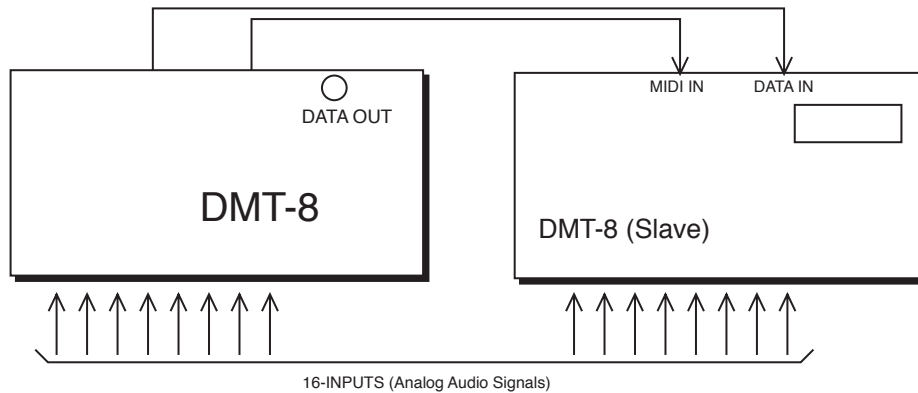 MIDI IN
DATA IN
DATA OUT
DMT-8
DMT-8 (Slave)
16-INPUTS (Analog Audio Signals)